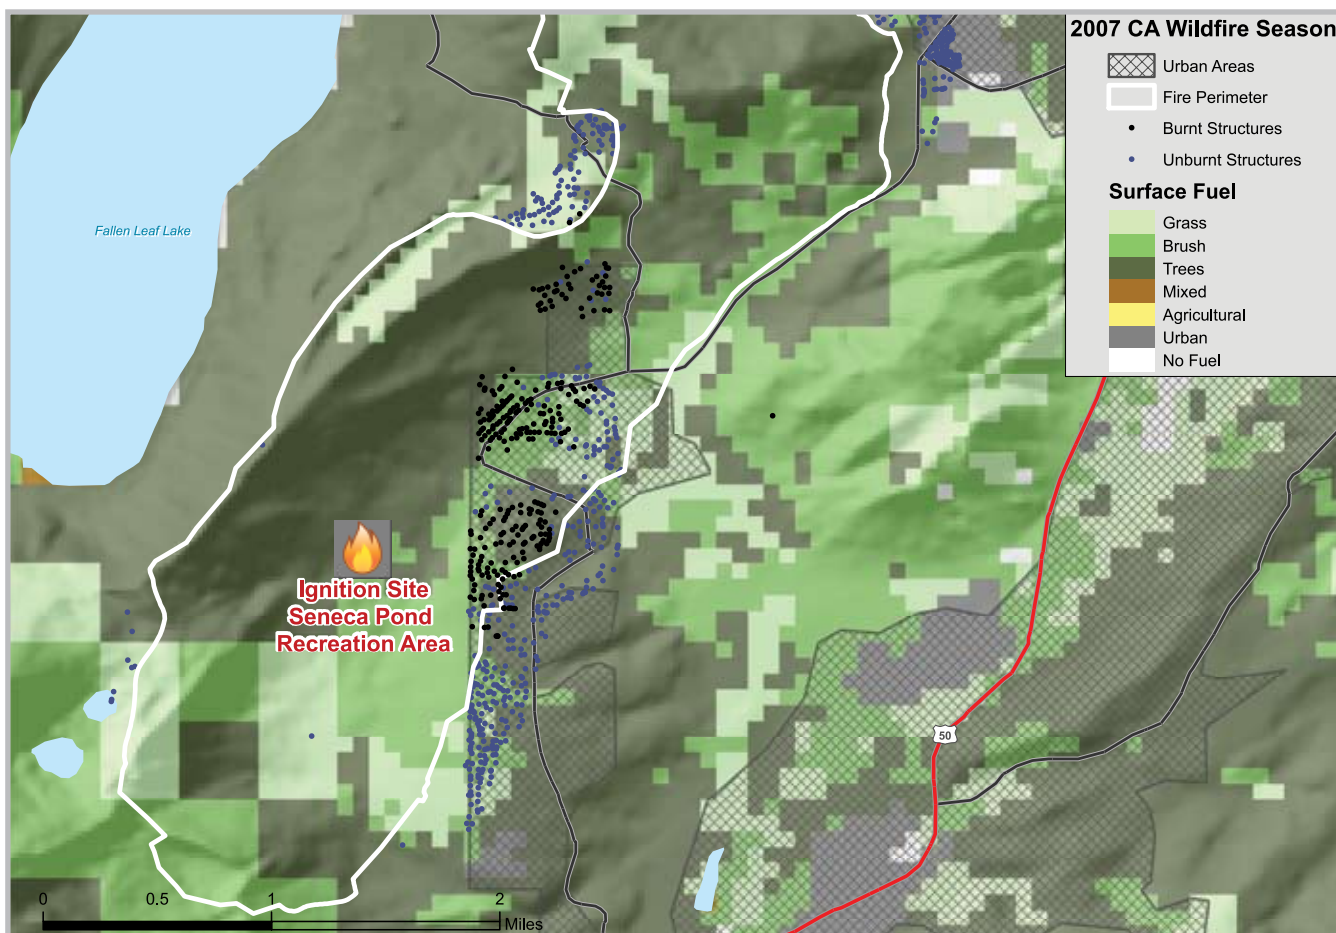 2007 CA Wildfire Season
Urban Areas
Fire Perimeter
Burnt Structures
Unburnt Structures
Surface Fuel
Grass
Brush
Trees
Mixed
Agricultural
Urban
No Fuel
Fallen Leaf Lake
Ignition Site
Seneca Pond
Recreation Area
50
0 0.5 1 2
Miles